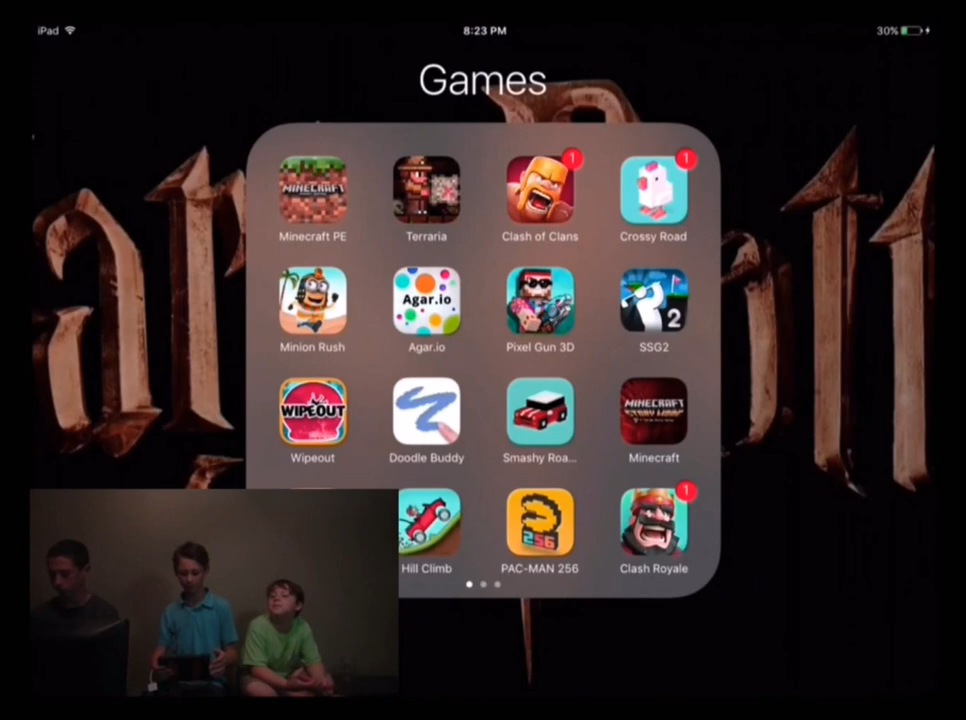 iPad 8:23 PM 30%
Games
MINECRAFT
1
1
Minecraft PE Terraria Clash of Clans Crossy Road
Agar.io
2
Minion Rush Agar.io Pixel Gun 3D SSG2
WIPEOUT
MINECRAFT
STORY MODE
Wipeout Doodle Buddy Smashy Roa... Minecraft
256
1
Hill Climb PAC-MAN 256 Clash Royale